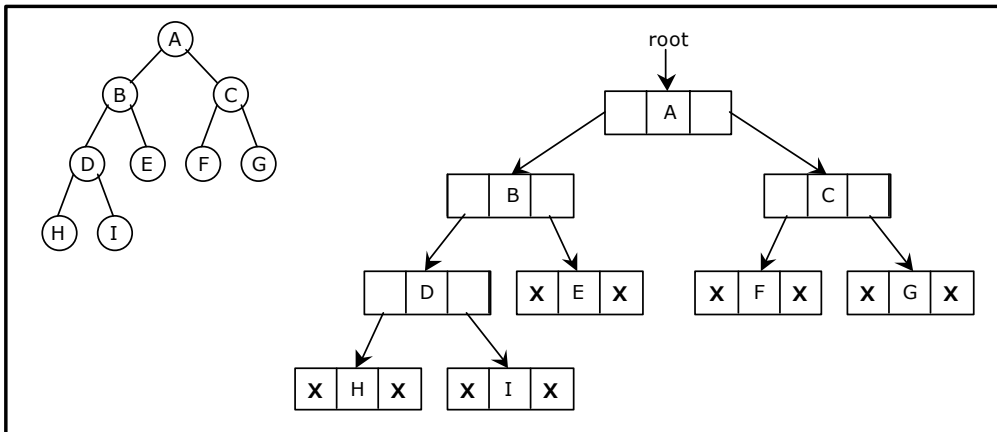 A
B C
D E F G
H I
root
A
B C
D X E X X F X X G X
X H X X I X